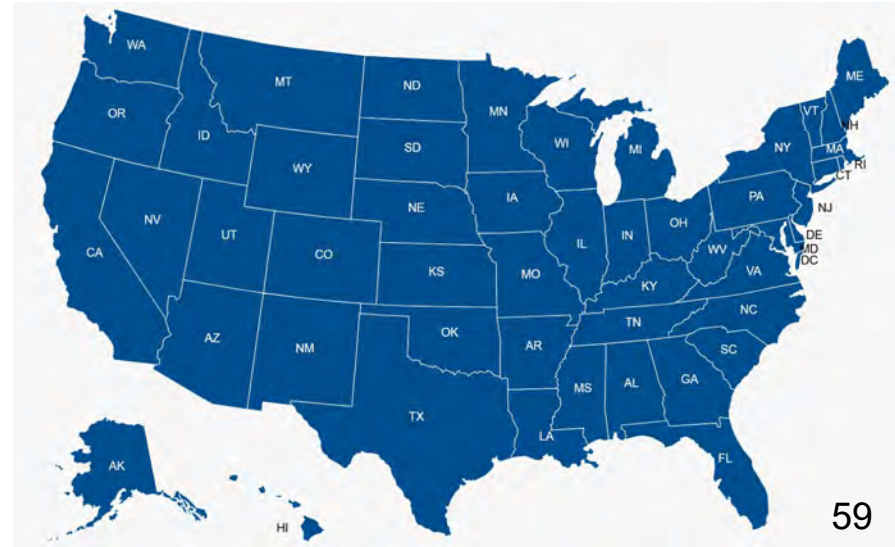 WA
MT
ND
MN
ME
OR
ID
SD
WI
MI
VT
NH
NY
MA
RI
CT
WY
NE
IA
PA
NJ
NV
UT
CO
KS
MO
IL
IN
OH
WV
DE
MD
DC
CA
KY
VA
AZ
NM
OK
AR
TN
NC
SC
MS
AL
GA
TX
LA
FL
AK
HI
59